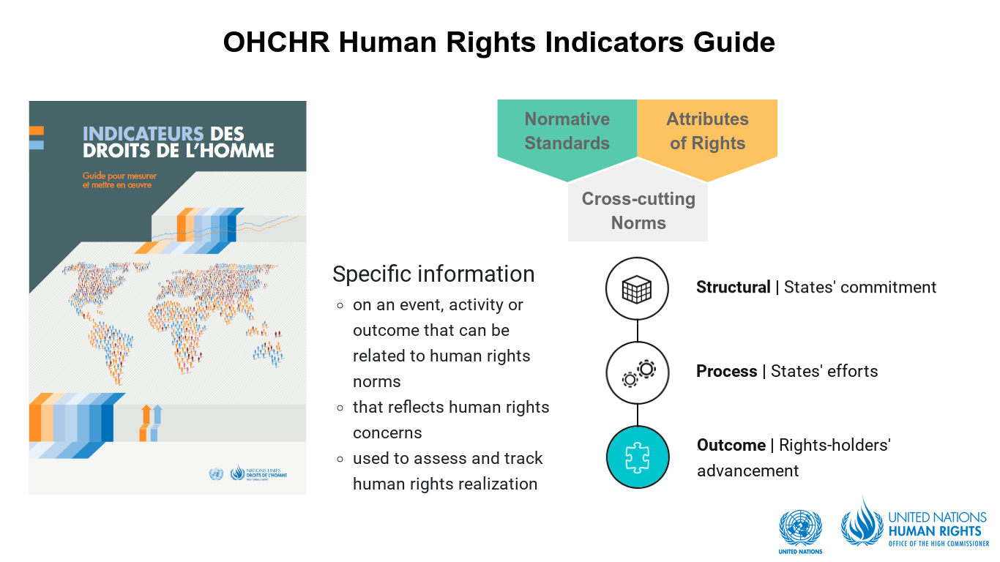 OHCHR Human Rights Indicators Guide
INDICATEURS DES
DROITS DE L'HOMME
Guide pour mesurer
et mettre en œuvre
NATIONS UNIES
DROITS DE L'HOMME
Normative
Standards
Attributes
of Rights
Cross-cutting
Norms
Specific information
on an event, activity or
outcome that can be
related to human rights
norms
that reflects human rights
concerns
used to assess and track
human rights realization
Structural | States' commitment
Process | States' efforts
Outcome | Rights-holders'
advancement
UNITED NATIONS
UNITED NATIONS
HUMAN RIGHTS
OFFICE OF THE HIGH COMMISSIONER